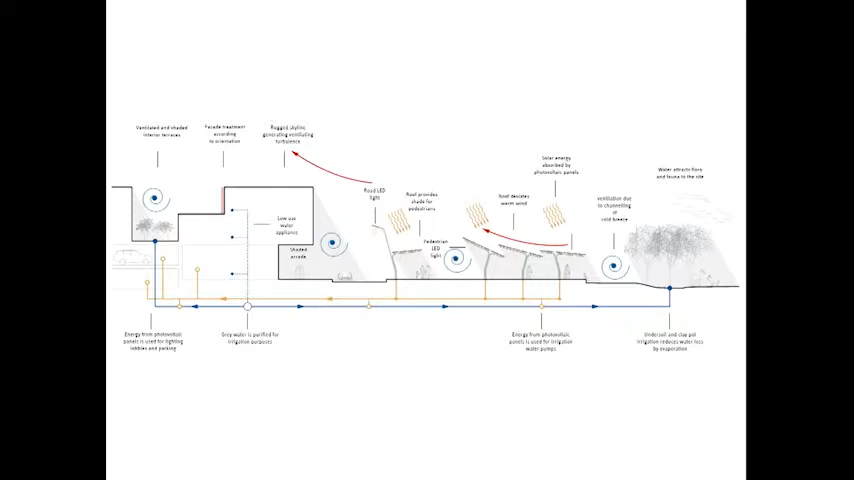 Ventilated and shaded
interior terraces
Facade treatment
according
to orientation
Rugged skyline
generating ventilating
turbulence
Solar energy
absorbed by
photovoltaic panels
Water attracts flora
and fauna to the site
Road LED
light
Roof provides
shade for
pedestrians
Roof deviates
warm wind
Ventilation due
to channelling
of
cold breeze
Low use
water
appliance
Shaded
arcade
Pedestrian
LED
light
Energy from photovoltaic
panels is used for lighting
lobbies and parking
Grey water is purified for
irrigation purposes
Energy from photovoltaic
panels is used for irrigation
water pumps
Undersoil and clay pot
irrigation reduces water loss
by evaporation